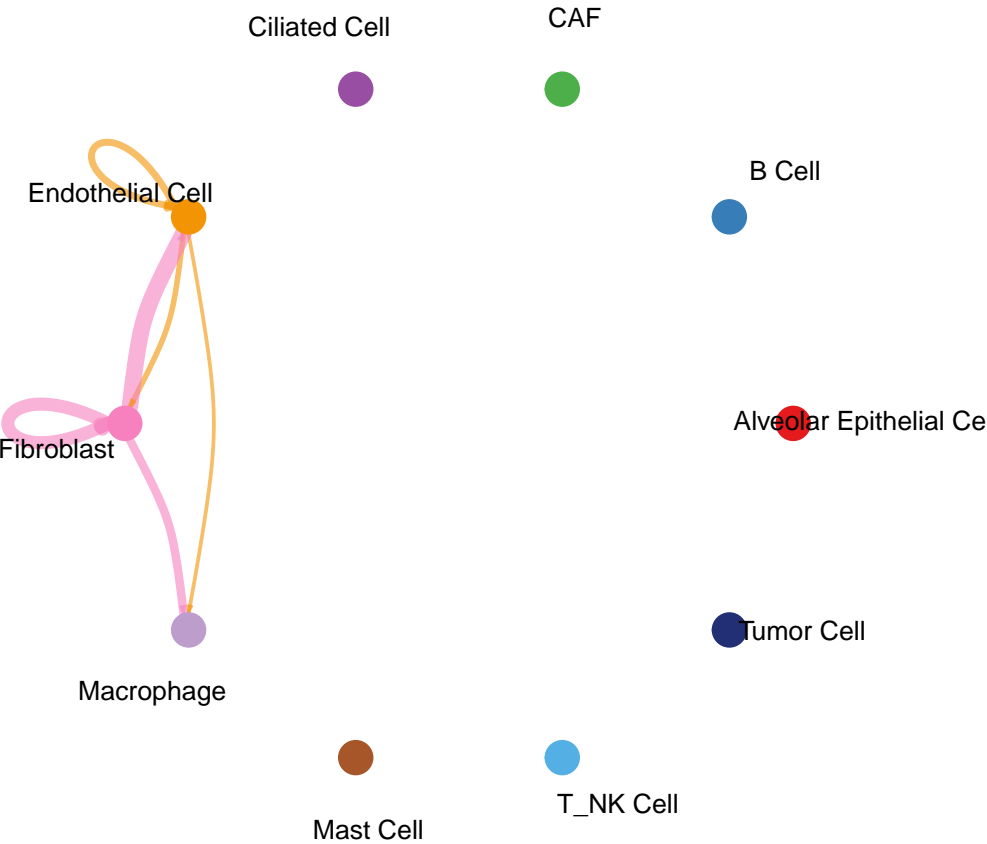 CAF
Ciliated Cell
B Cell
Endothelial Cell
Alveolar Epithelial Ce
Fibroblast
Tumor Cell
Macrophage
T_NK Cell
Mast Cell